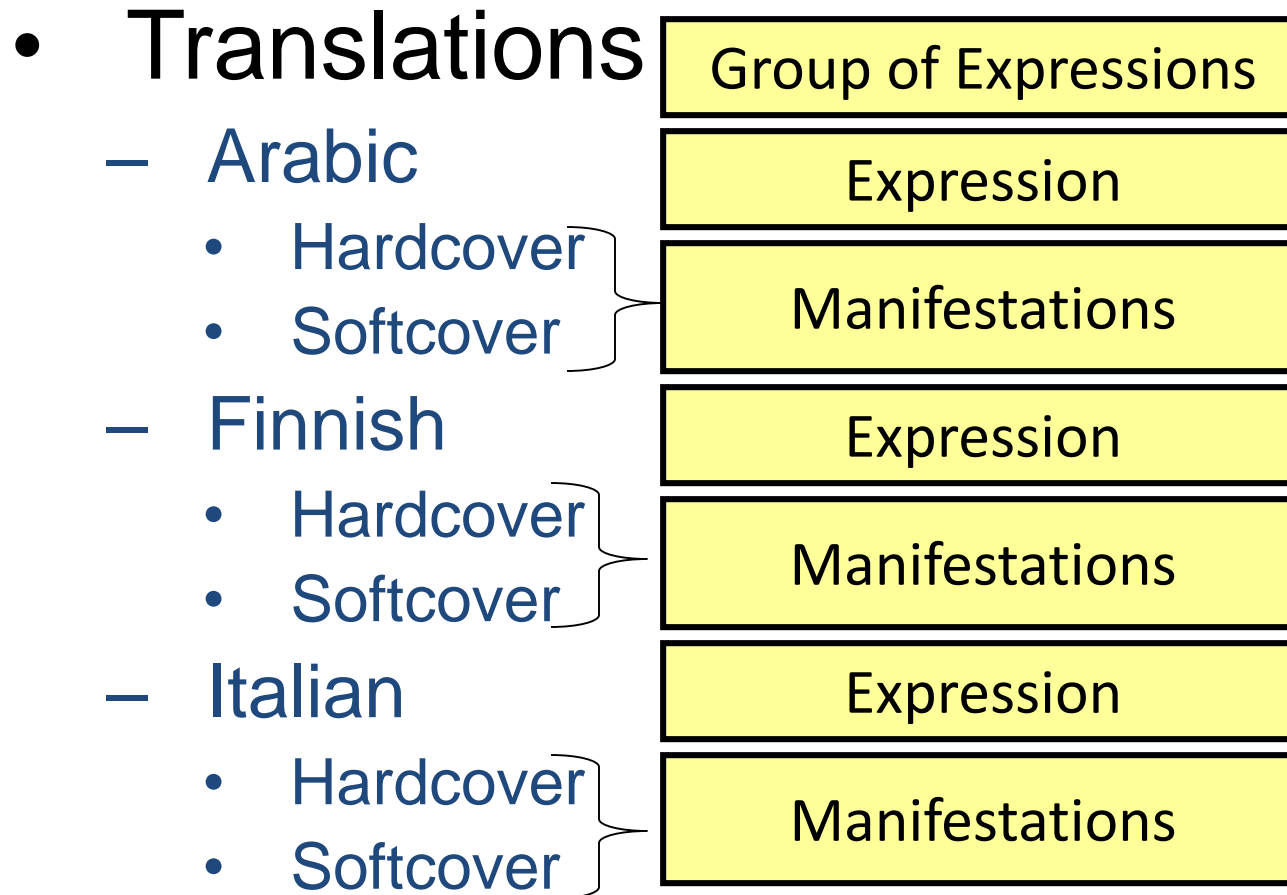 • Translations Group of Expressions
– Arabic Expression
• Hardcover
• Softcover
Manifestations
– Finnish Expression
• Hardcover
• Softcover
Manifestations
– Italian Expression
• Hardcover
• Softcover
Manifestations